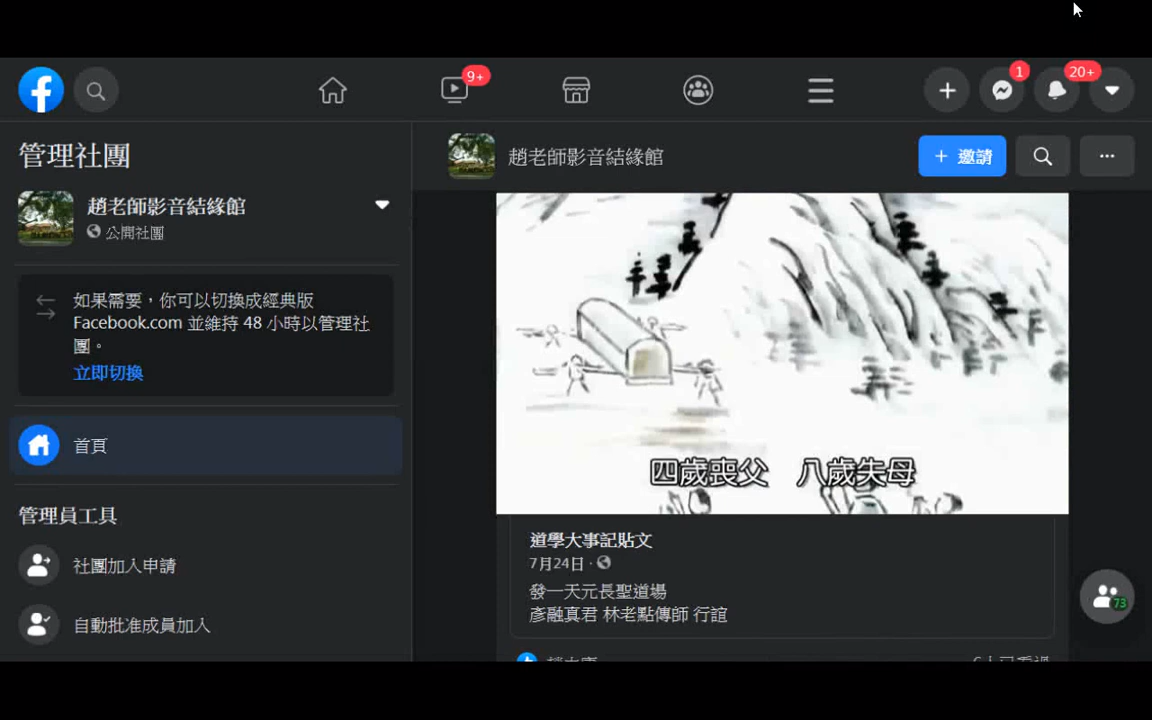 9+
1
20+
管理社團
趙老師影音結緣館
公開社團
如果需要，你可以切換成經典版
Facebook.com 並維持 48 小時以管理社
團。
立即切換
首頁
管理員工具
社團加入申請
自動批准成員加入
趙老師影音結緣館
+ 邀請
四歲喪父 八歲失母
道學大事記貼文
7月24日 ·
發一天元長聖道場
彥融真君 林老點傳師 行誼
73